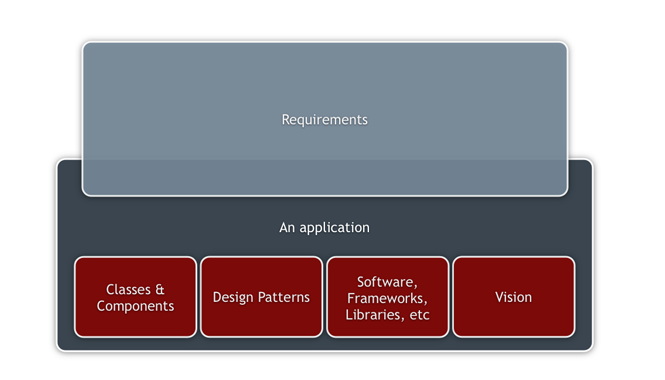 Requirements
An application
Classes &
Components
Design Patterns
Software,
Frameworks,
Libraries, etc
Vision